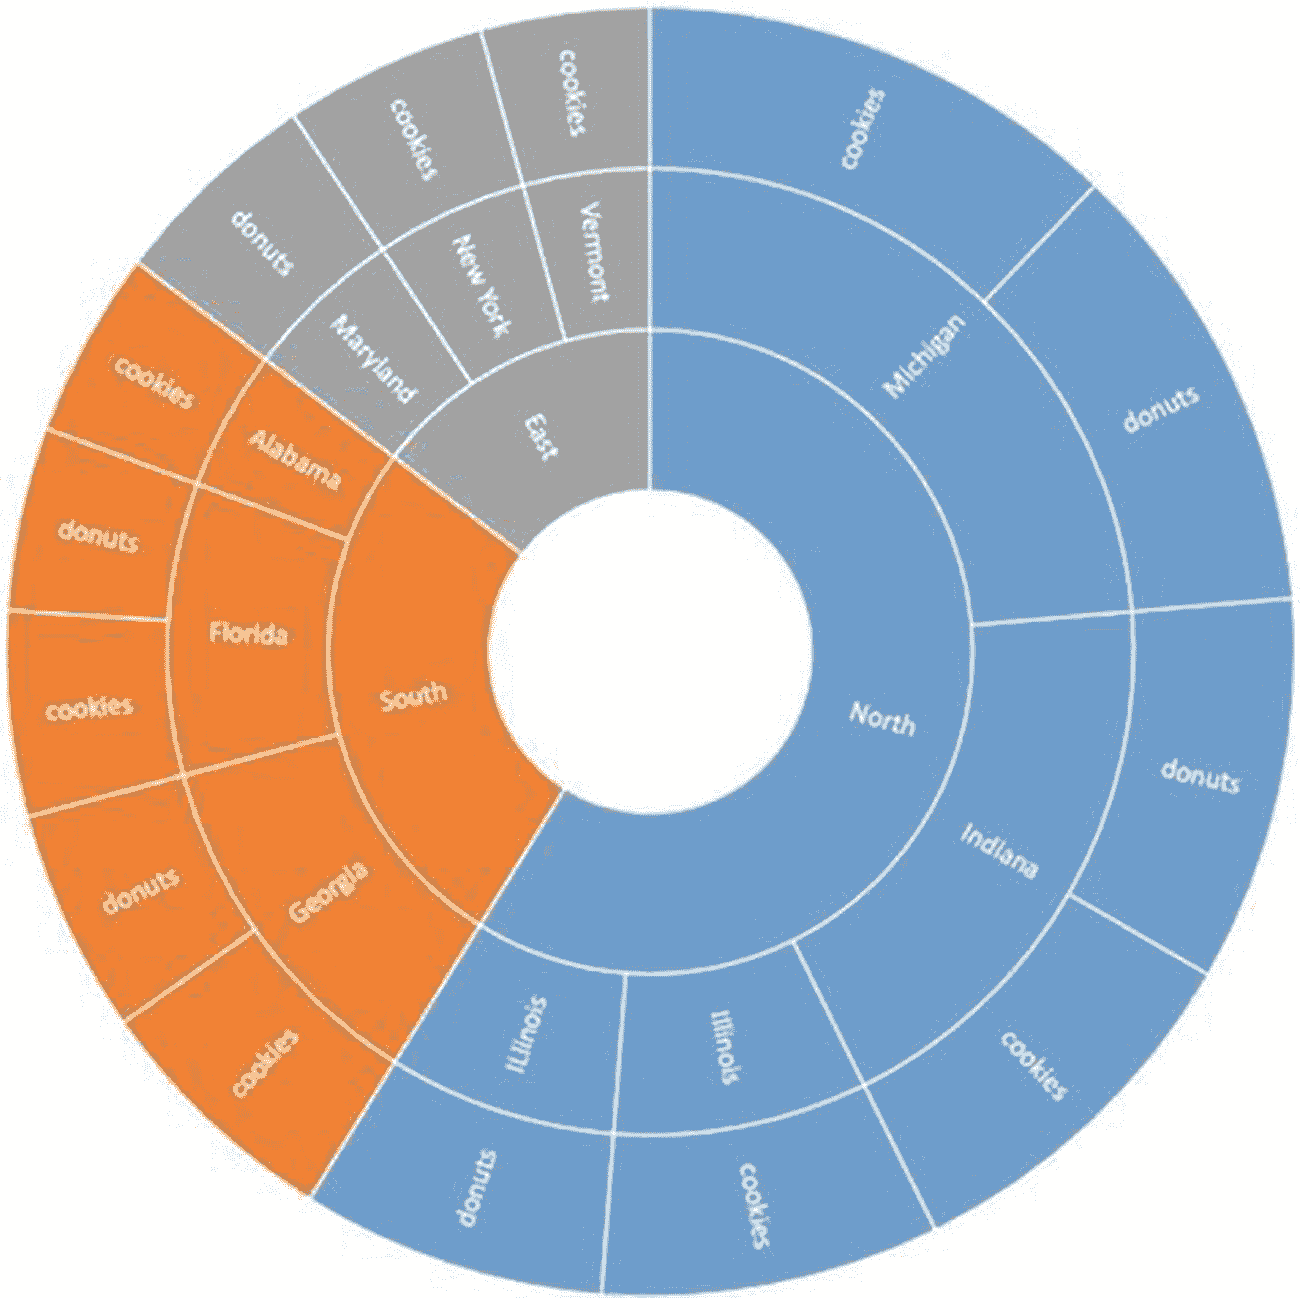 cookies
cookies
cookies
donuts
Vermont
New York
Maryland
East
Michigan
donuts
cookies
Alabama
donuts
Florida
South
cookies
North
donuts
Indiana
donuts
Georgia
cookies
ILlinois
Illinois
cookies
donuts
cookies